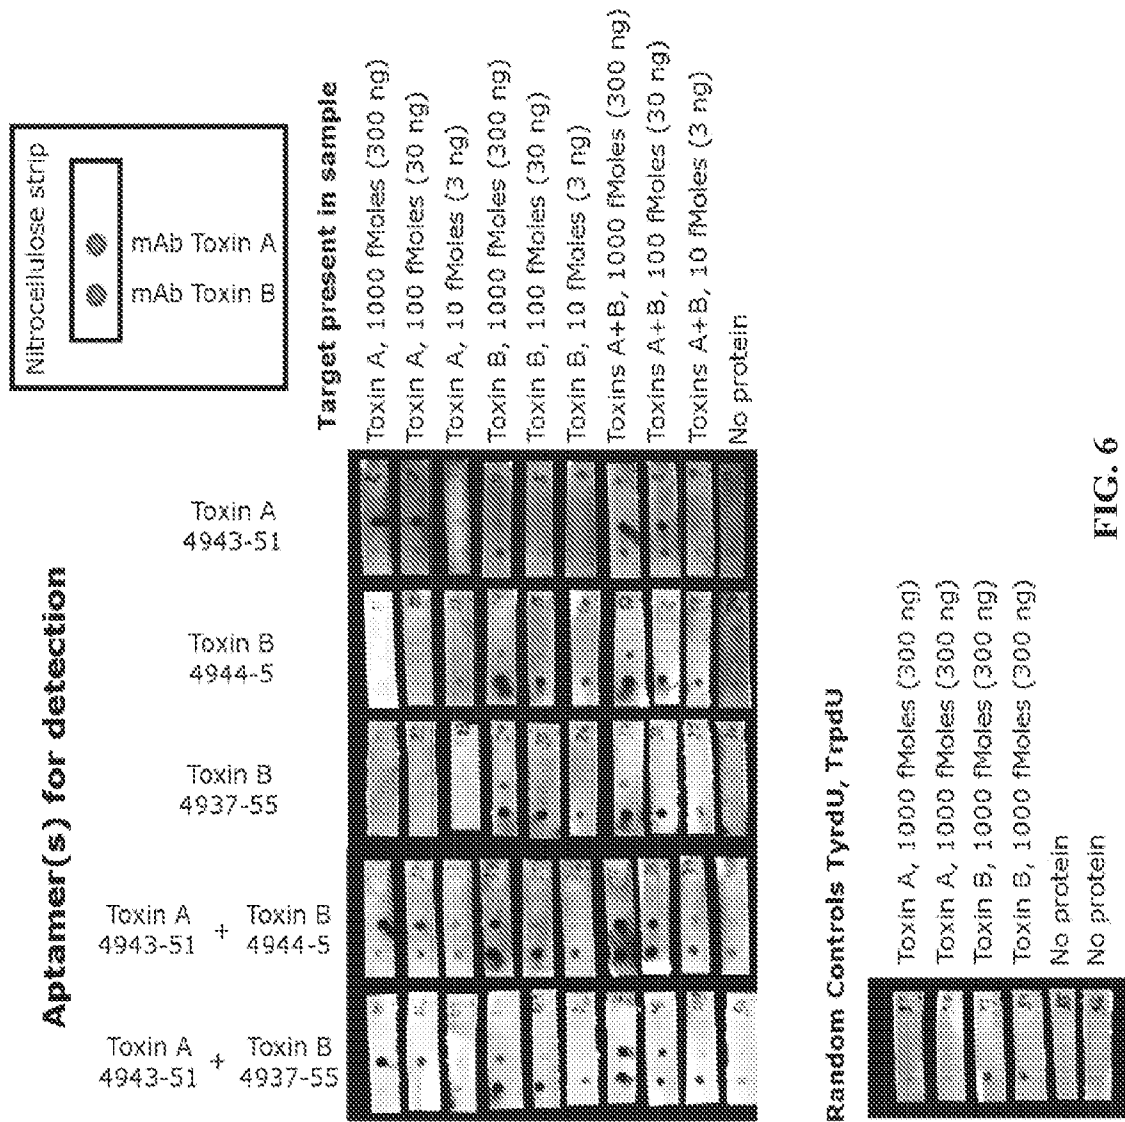 Aptamer(s) for detection
Toxin A
4943-51
+
Toxin B
4937-55
Toxin A
4943-51
+
Toxin B
4944-5
Toxin B
4937-55
Toxin B
4944-5
Toxin A
4943-51
Nitrocellulose strip
mAb Toxin B
mAb Toxin A
Target present in sample
Toxin A, 1000 fMoles (300 ng)
Toxin A, 100 fMoles (30 ng)
Toxin A, 10 fMoles (3 ng)
Toxin B, 1000 fMoles (300 ng)
Toxin B, 100 fMoles (30 ng)
Toxin B, 10 fMoles (3 ng)
Toxins A+B, 1000 fMoles (300 ng)
Toxins A+B, 100 fMoles (30 ng)
Toxins A+B, 10 fMoles (3 ng)
No protein
Random Controls TyrdU, TrpdU
Toxin A, 1000 fMoles (300 ng)
Toxin A, 1000 fMoles (300 ng)
Toxin B, 1000 fMoles (300 ng)
Toxin B, 1000 fMoles (300 ng)
No protein
No protein
FIG. 6